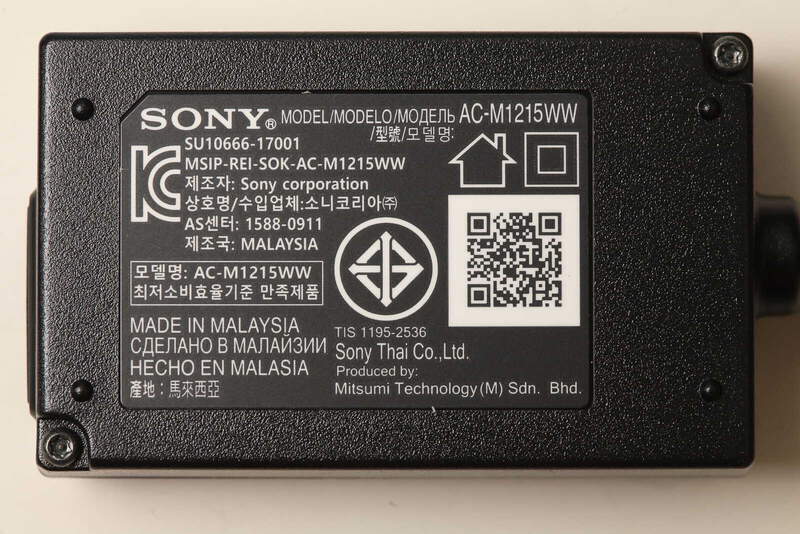 SONY® MODEL/MODELO/МОДЕЛЬ AC-M1215WW
/型號/모델명:
SU10666-17001
MSIP-REI-SOK-AC-M1215WW
제조자: Sony corporation
상호명/수입업체:소니코리아㈜
AS센터: 1588-0911
제조국: MALAYSIA
모델명: AC-M1215WW
최저소비효율기준 만족제품
MADE IN MALAYSIA
СДЕЛАНО В МАЛАЙЗИИ
HECHO EN MALASIA
產地：馬來西亞
TIS 1195-2536
Sony Thai Co.,Ltd.
Produced by:
Mitsumi Technology(M) Sdn. Bhd.